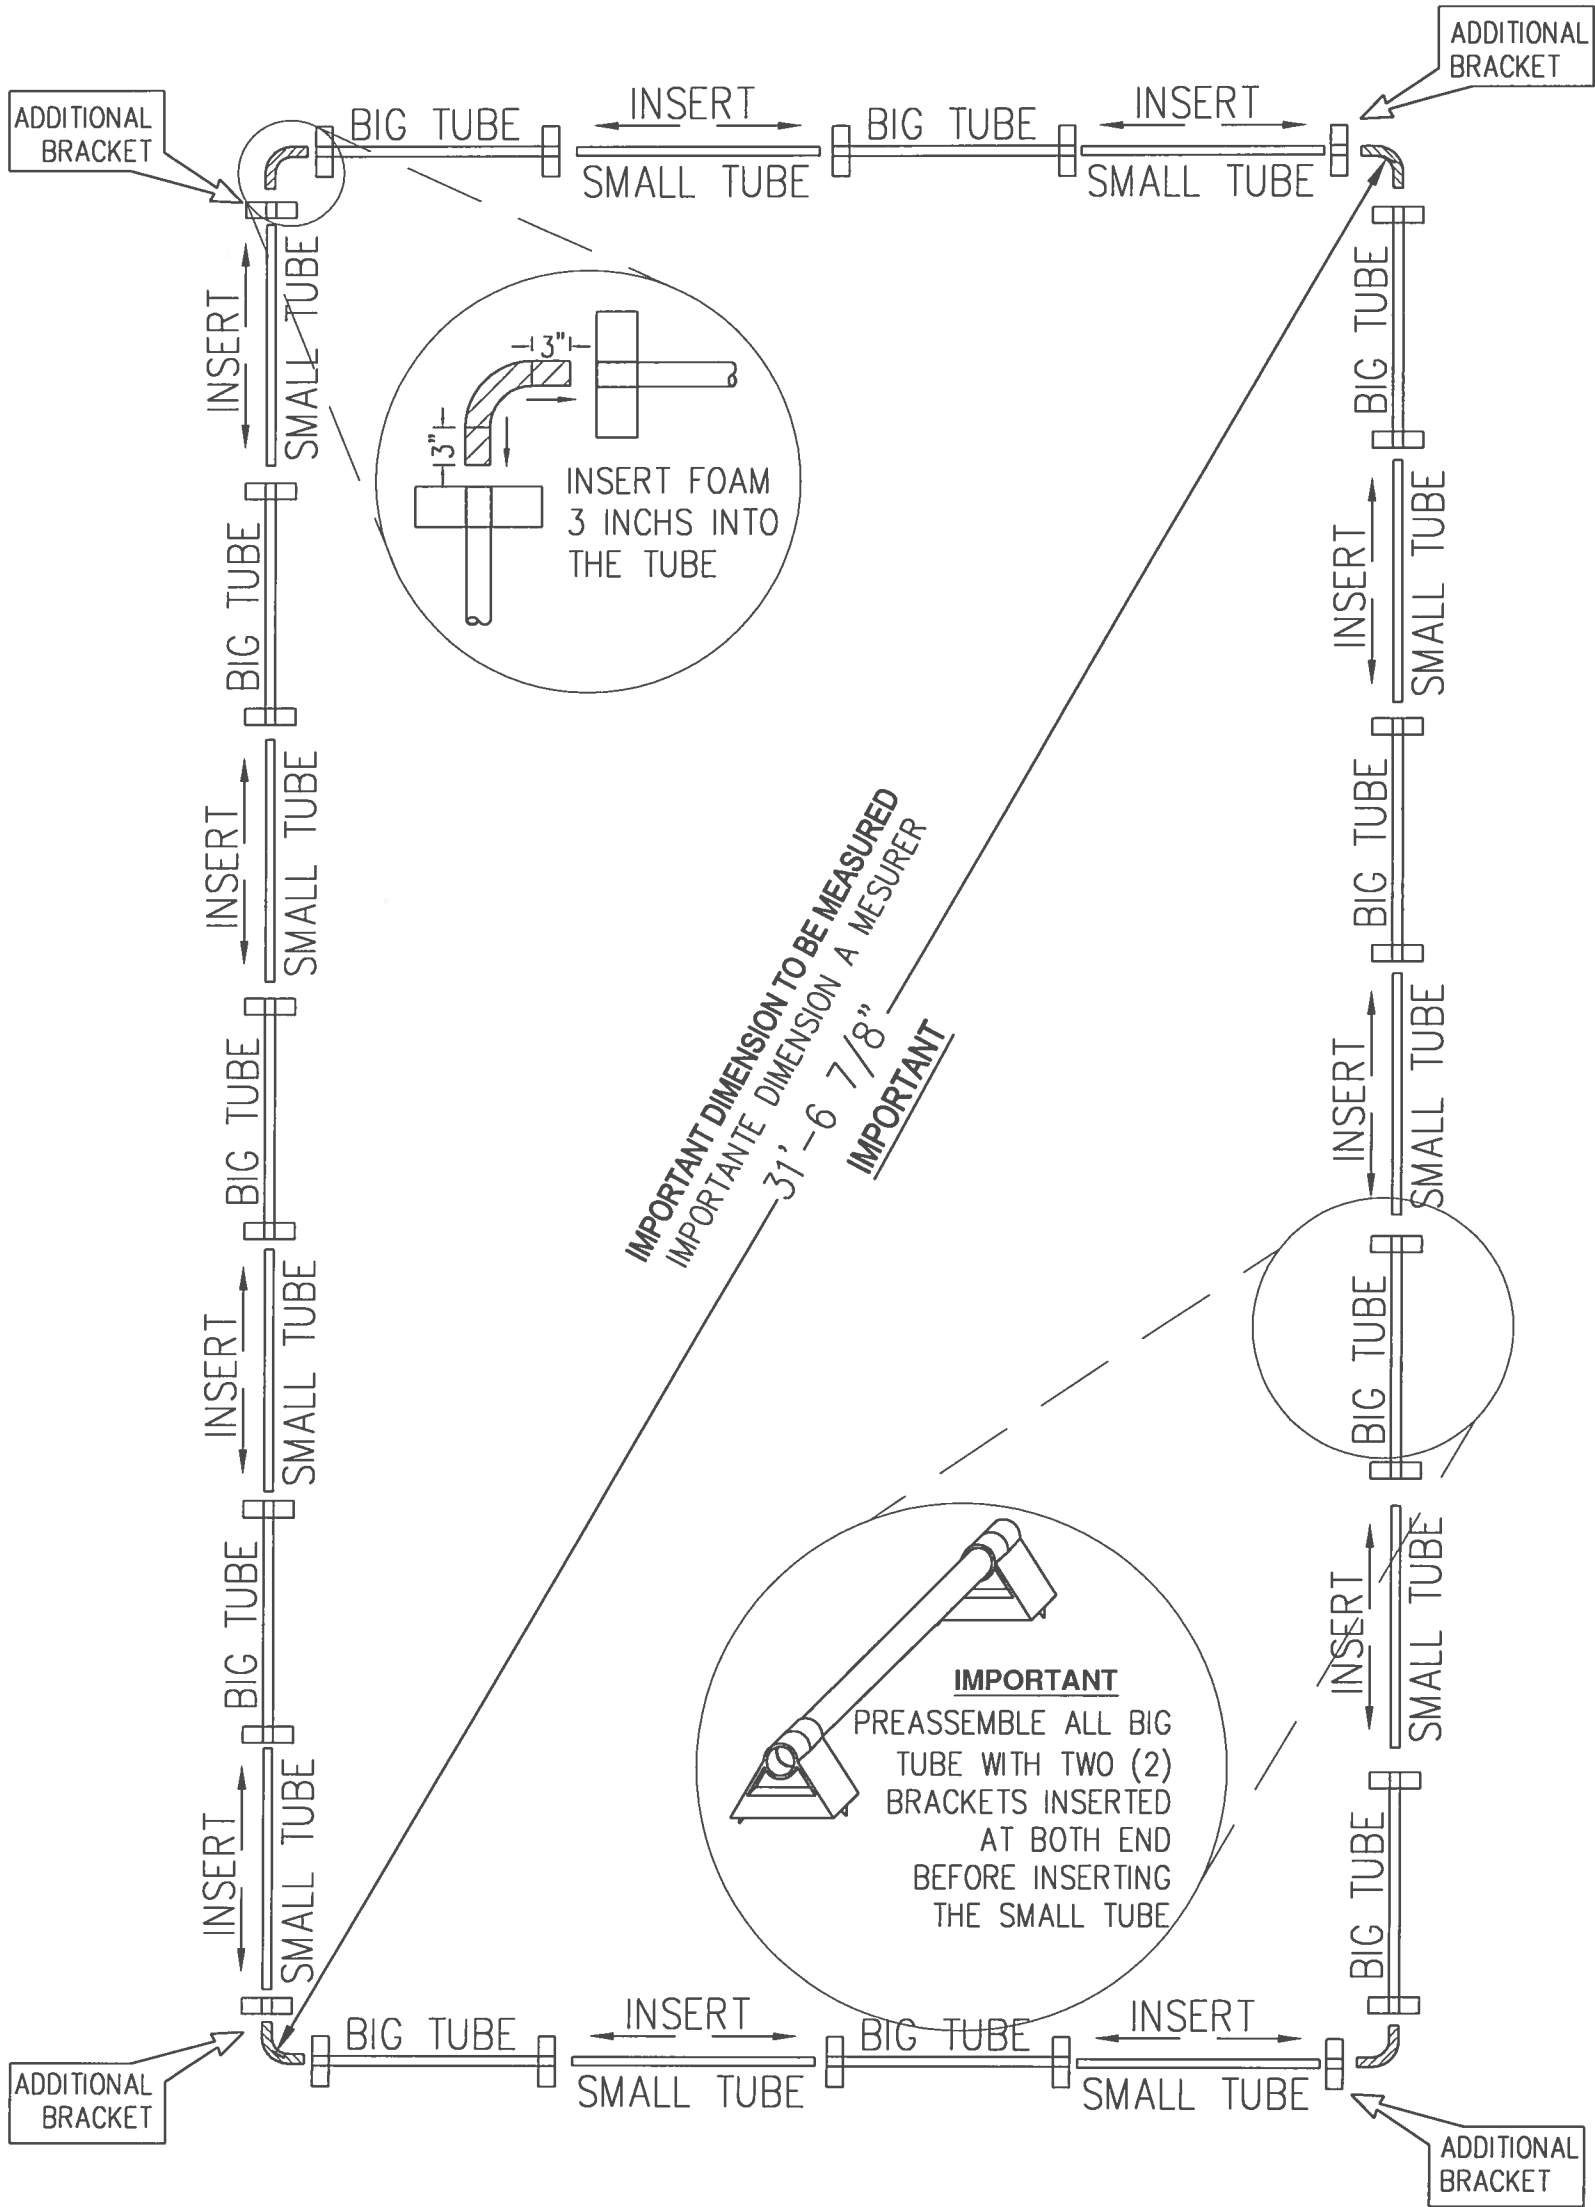 ADDITIONAL
BRACKET
ADDITIONAL
BRACKET
BIG TUBE
INSERT
SMALL TUBE
BIG TUBE
INSERT
SMALL TUBE
INSERT
SMALL TUBE
BIG TUBE
INSERT
SMALL TUBE
BIG TUBE
INSERT
SMALL TUBE
BIG TUBE
INSERT
SMALL TUBE
3"
3"
INSERT FOAM
3 INCHS INTO
THE TUBE
IMPORTANT DIMENSION TO BE MEASURED
IMPORTANTE DIMENSION A MESURER
31'-6 7/8"
IMPORTANT
BIG TUBE
INSERT
SMALL TUBE
BIG TUBE
INSERT
SMALL TUBE
BIG TUBE
INSERT
SMALL TUBE
BIG TUBE
IMPORTANT
PREASSEMBLE ALL BIG
TUBE WITH TWO (2)
BRACKETS INSERTED
AT BOTH END
BEFORE INSERTING
THE SMALL TUBE
BIG TUBE
INSERT
SMALL TUBE
BIG TUBE
INSERT
SMALL TUBE
ADDITIONAL
BRACKET
ADDITIONAL
BRACKET